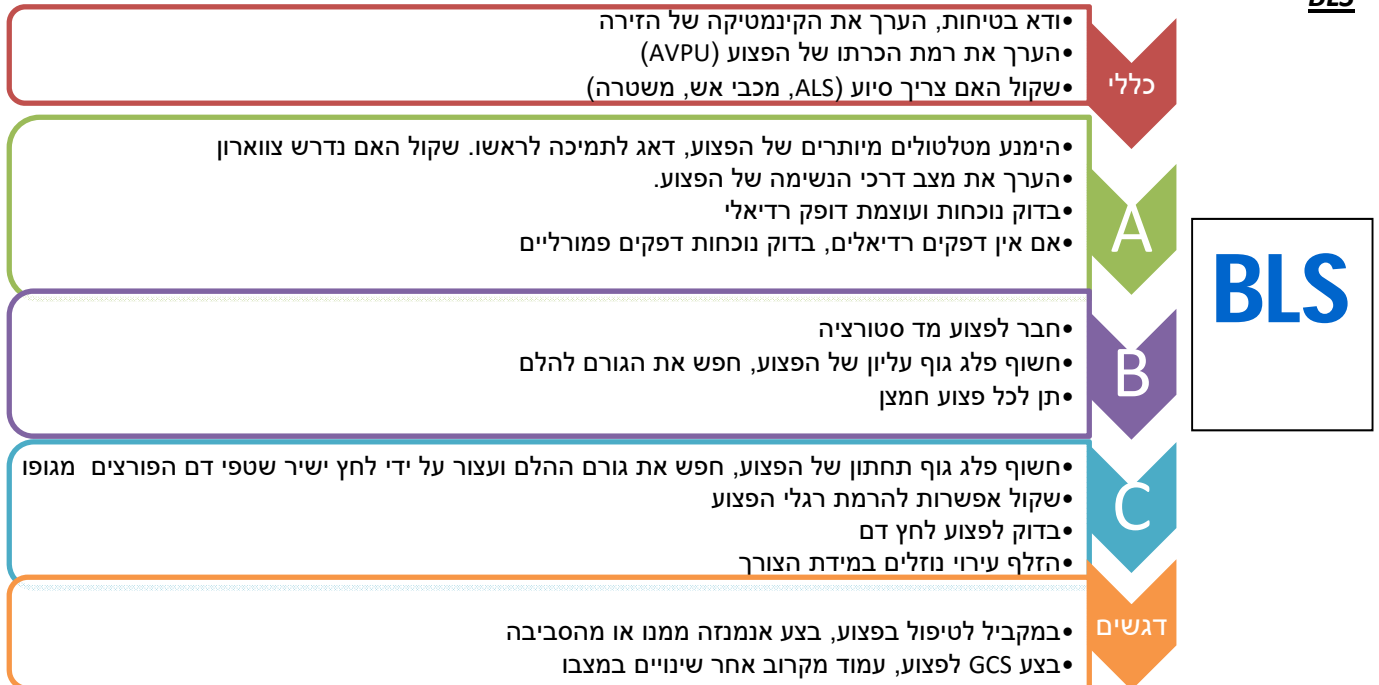 BLS
כללי
•וודא בטיחות, הערך את הקינמטיקה של הזירה
•הערך את רמת הכרתו של הפצוע (AVPU)
•שקול האם צריך סיוע (ALS, מכבי אש, משטרה)
A
•הימנע מטלטולים מיותרים של הפצוע, דאג לתמיכה לראשו. שקול האם נדרש צווארון
•הערך את מצב דרכי הנשימה של הפצוע.
•בדוק נוכחות ועוצמת דופק רדיאלי
•אם אין דפקים רדיאלים, בדוק נוכחות דפקים פמורליים
B
•חבר לפצוע מד סטורציה
•חשוף פלג גוף עליון של הפצוע, חפש את הגורם להלם
•תן לכל פצוע חמצן
C
•חשוף פלג גוף תחתון של הפצוע, חפש את גורם ההלם ועצור על ידי לחץ ישיר שטפי דם הפורצים מגופו
•שקול אפשרות להרמת רגלי הפצוע
•בדוק לפצוע לחץ דם
•הזלף עירוי נוזלים במידת הצורך
דגשים
•במקביל לטיפול בפצוע, בצע אנמנזה ממנו או מהסביבה
•בצע GCS לפצוע, עמוד מקרוב אחר שינויים במצבו
BLS